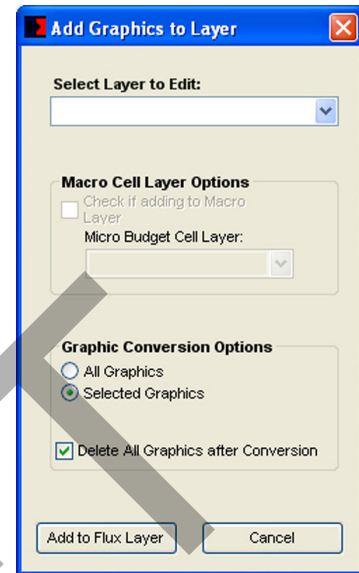 Add Graphics to Layer
Select Layer to Edit:
Macro Cell Layer Options
Check if adding to Macro
Layer
Micro Budget Cell Layer:
Graphic Conversion Options
All Graphics
Selected Graphics
Delete All Graphics after Conversion
Add to Flux Layer
Cancel